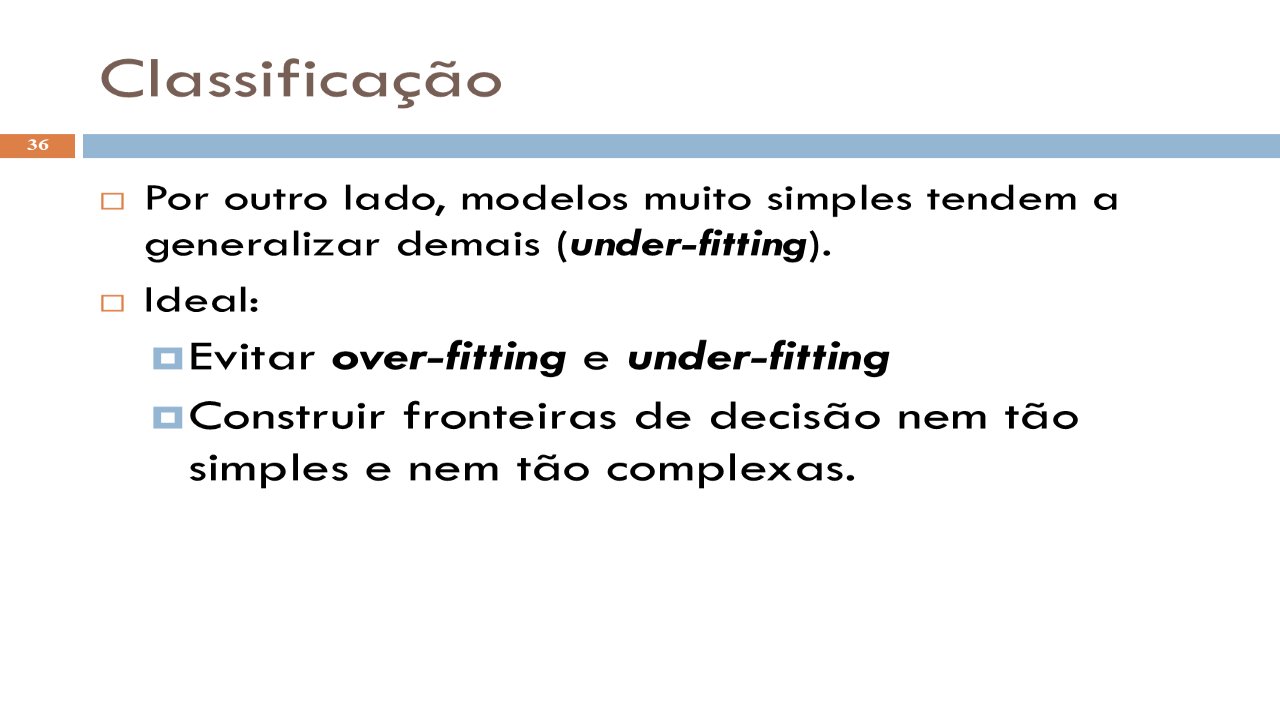 Classificação
36
Por outro lado, modelos muito simples tendem a
generalizar demais (under-fitting).
Ideal:
Evitar over-fitting e under-fitting
Construir fronteiras de decisão nem tão
simples e nem tão complexas.